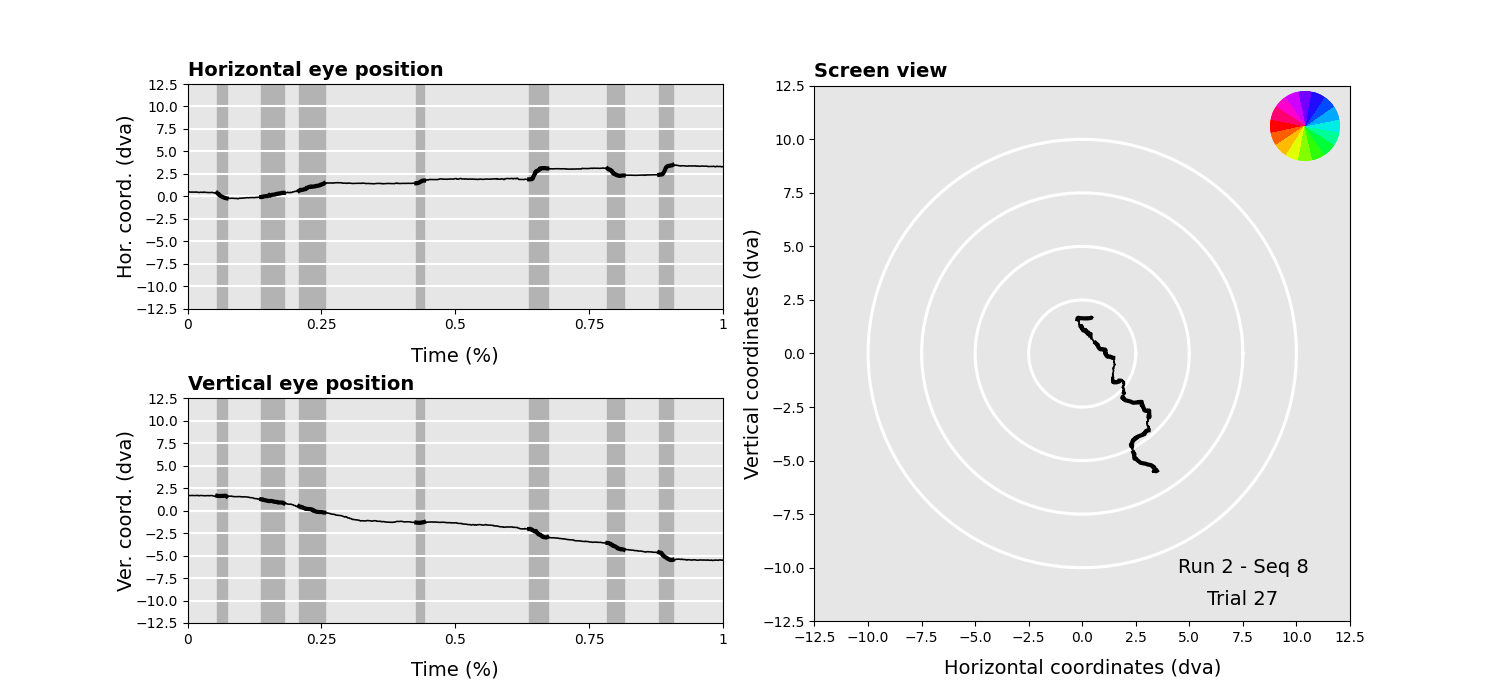 Horizontal eye position
Hor. coord. (dva)
12.5
10.0
7.5
5.0
2.5
0.0
−2.5
−5.0
−7.5
−10.0
−12.5
0 0.25 0.5 0.75 1
Time (%)
Vertical eye position
Ver. coord. (dva)
12.5
10.0
7.5
5.0
2.5
0.0
−2.5
−5.0
−7.5
−10.0
−12.5
0 0.25 0.5 0.75 1
Time (%)
Screen view
Vertical coordinates (dva)
12.5
10.0
7.5
5.0
2.5
0.0
−2.5
−5.0
−7.5
−10.0
−12.5
Run 2 - Seq 8
Trial 27
−12.5 −10.0 −7.5 −5.0 −2.5 0.0 2.5 5.0 7.5 10.0 12.5
Horizontal coordinates (dva)